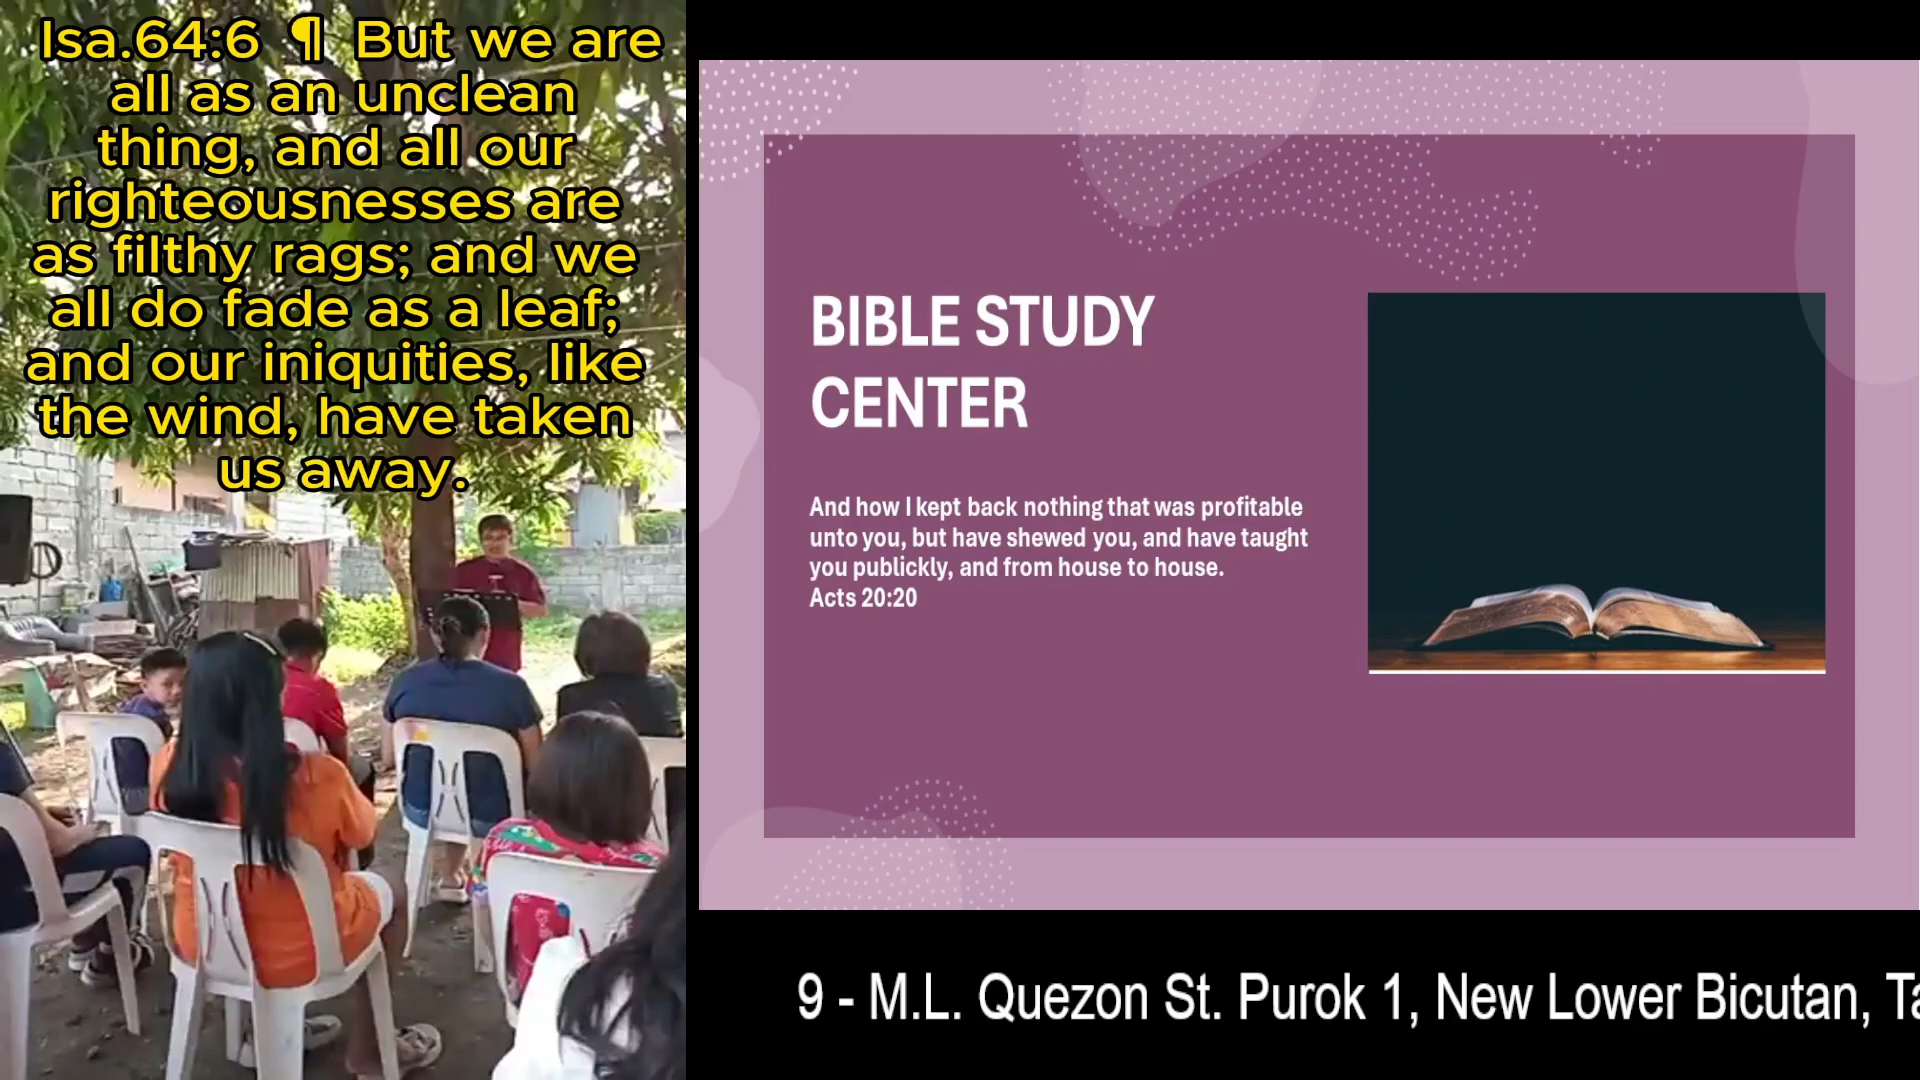 Isa.64:6 ¶ But we are
all as an unclean
thing, and all our
righteousnesses are
as filthy rags; and we
all do fade as a leaf;
and our iniquities, like
the wind, have taken
us away.
BIBLE STUDY
CENTER
And how I kept back nothing that was profitable
unto you, but have shewed you, and have taught
you publickly, and from house to house.
Acts 20:20
9 - M.L. Quezon St. Purok 1, New Lower Bicutan,